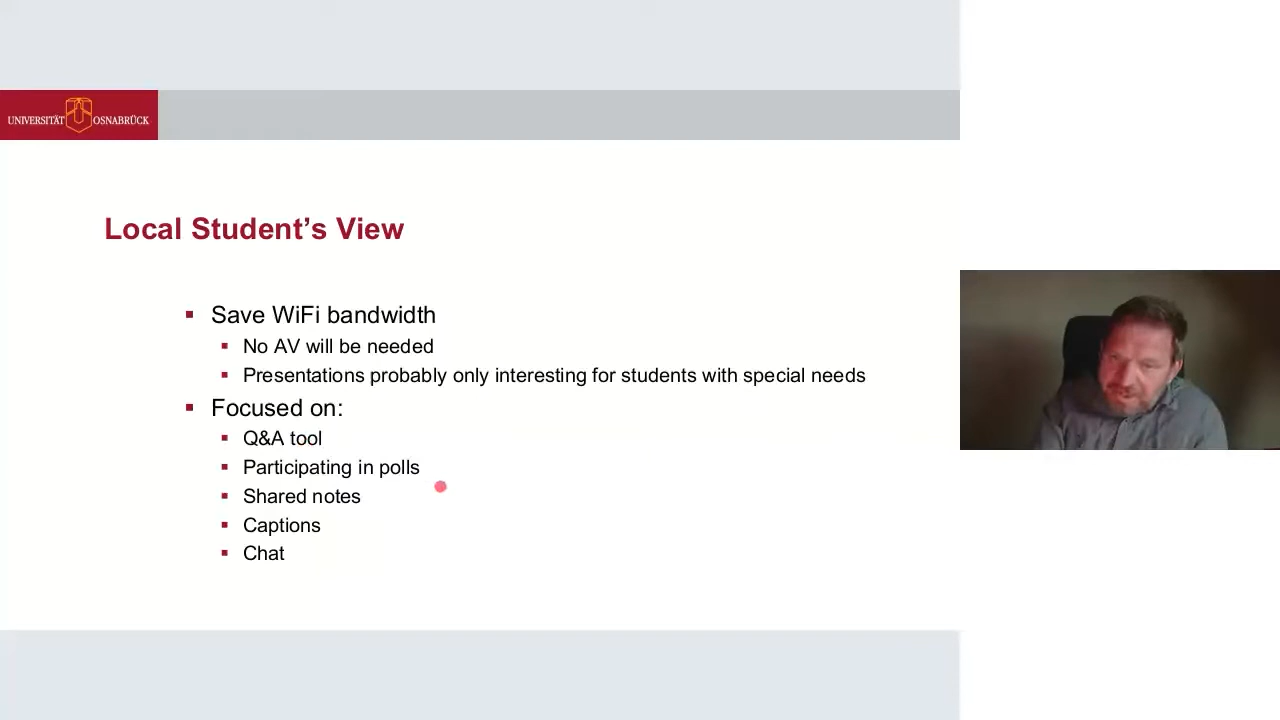 UNIVERSITÄT OSNABRÜCK
Local Student’s View
Save WiFi bandwidth
No AV will be needed
Presentations probably only interesting for students with special needs
Focused on:
Q&A tool
Participating in polls
Shared notes
Captions
Chat